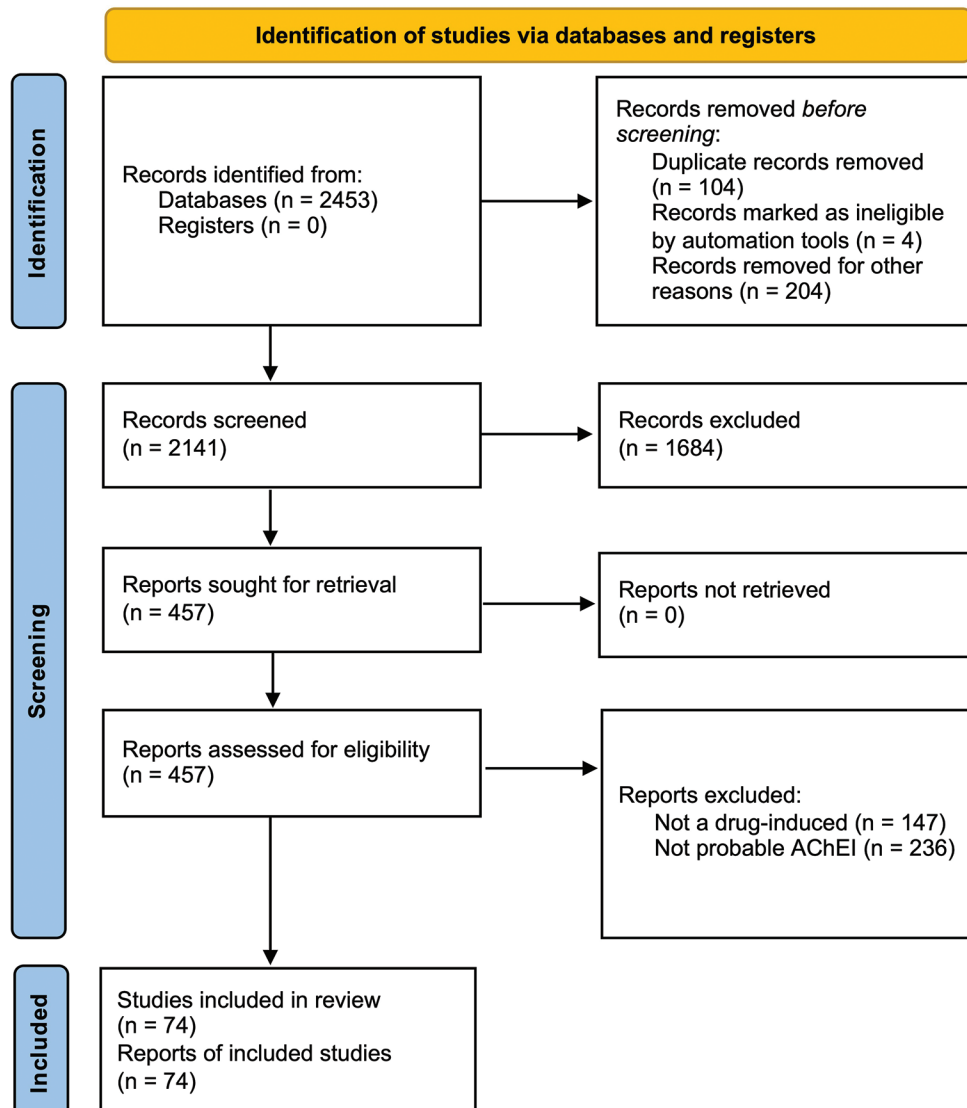 Identification of studies via databases and registers
Identification
Records identified from:
Databases (n = 2453)
Registers (n = 0)
Records removed before
screening:
Duplicate records removed
(n = 104)
Records marked as ineligible
by automation tools (n = 4)
Records removed for other
reasons (n = 204)
Screening
Records screened
(n = 2141)
Records excluded
(n = 1684)
Reports sought for retrieval
(n = 457)
Reports not retrieved
(n = 0)
Reports assessed for eligibility
(n = 457)
Reports excluded:
Not a drug-induced (n = 147)
Not probable AChEI (n = 236)
Included
Studies included in review
(n = 74)
Reports of included studies
(n = 74)